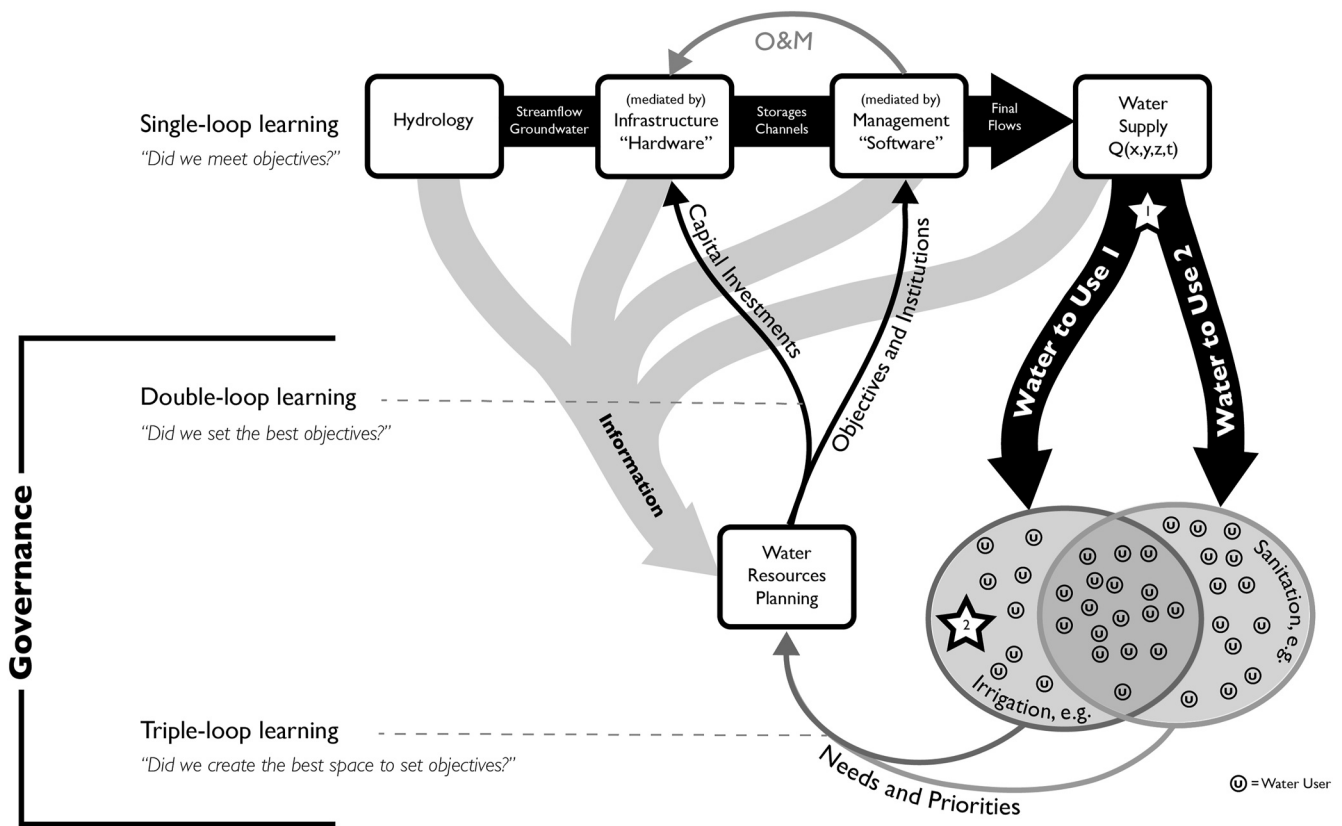 O&M
Single-loop learning
“Did we meet objectives?”
Hydrology
Streamflow
Groundwater
(mediated by)
Infrastructure
“Hardware”
Storages
Channels
(mediated by)
Management
“Software”
Final
Flows
Water
Supply
Q(x,y,z,t)
1
Water to Use 1
Water to Use 2
Capital Investments
Objectives and Institutions
Governance
Double-loop learning
“Did we set the best objectives?”
Information
Water
Resources
Planning
2
Irrigation, e.g.
Sanitation, e.g.
U U U U U U U U U
U U U U U U U U U U U U U U U U U
U U U U U U U U U U U U U
Triple-loop learning
“Did we create the best space to set objectives?”
Needs and Priorities
U = Water User